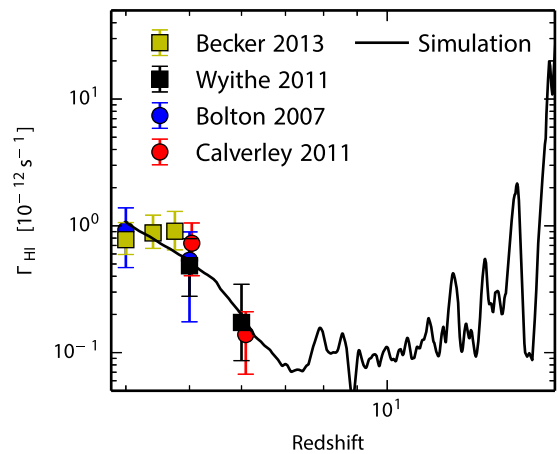 Becker 2013
Simulation
Wyithe 2011
Bolton 2007
Calverley 2011
Γ_HI [10^−12 s^−1]
10^1
10^0
10^−1
10^1
Redshift